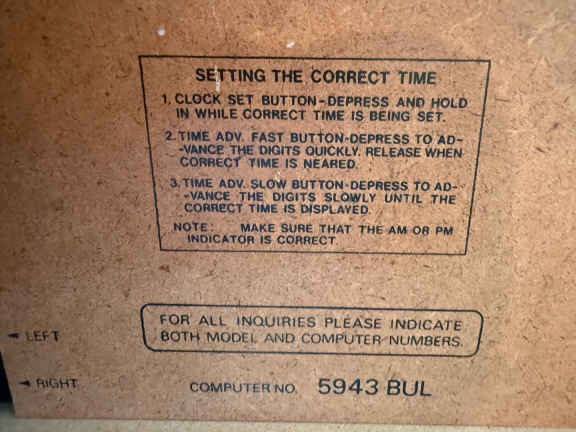 SETTING THE CORRECT TIME
1. CLOCK SET BUTTON-DEPRESS AND HOLD
IN WHILE CORRECT TIME IS BEING SET.
2. TIME ADV. FAST BUTTON-DEPRESS TO AD-
-VANCE THE DIGITS QUICKLY. RELEASE WHEN
CORRECT TIME IS NEARED.
3. TIME ADV. SLOW BUTTON-DEPRESS TO AD-
-VANCE THE DIGITS SLOWLY UNTIL THE
CORRECT TIME IS DISPLAYED.
NOTE: MAKE SURE THAT THE AM OR PM
INDICATOR IS CORRECT
FOR ALL INQUIRIES PLEASE INDICATE
BOTH MODEL AND COMPUTER NUMBERS.
LEFT
RIGHT
COMPUTER NO. 5943 BUL